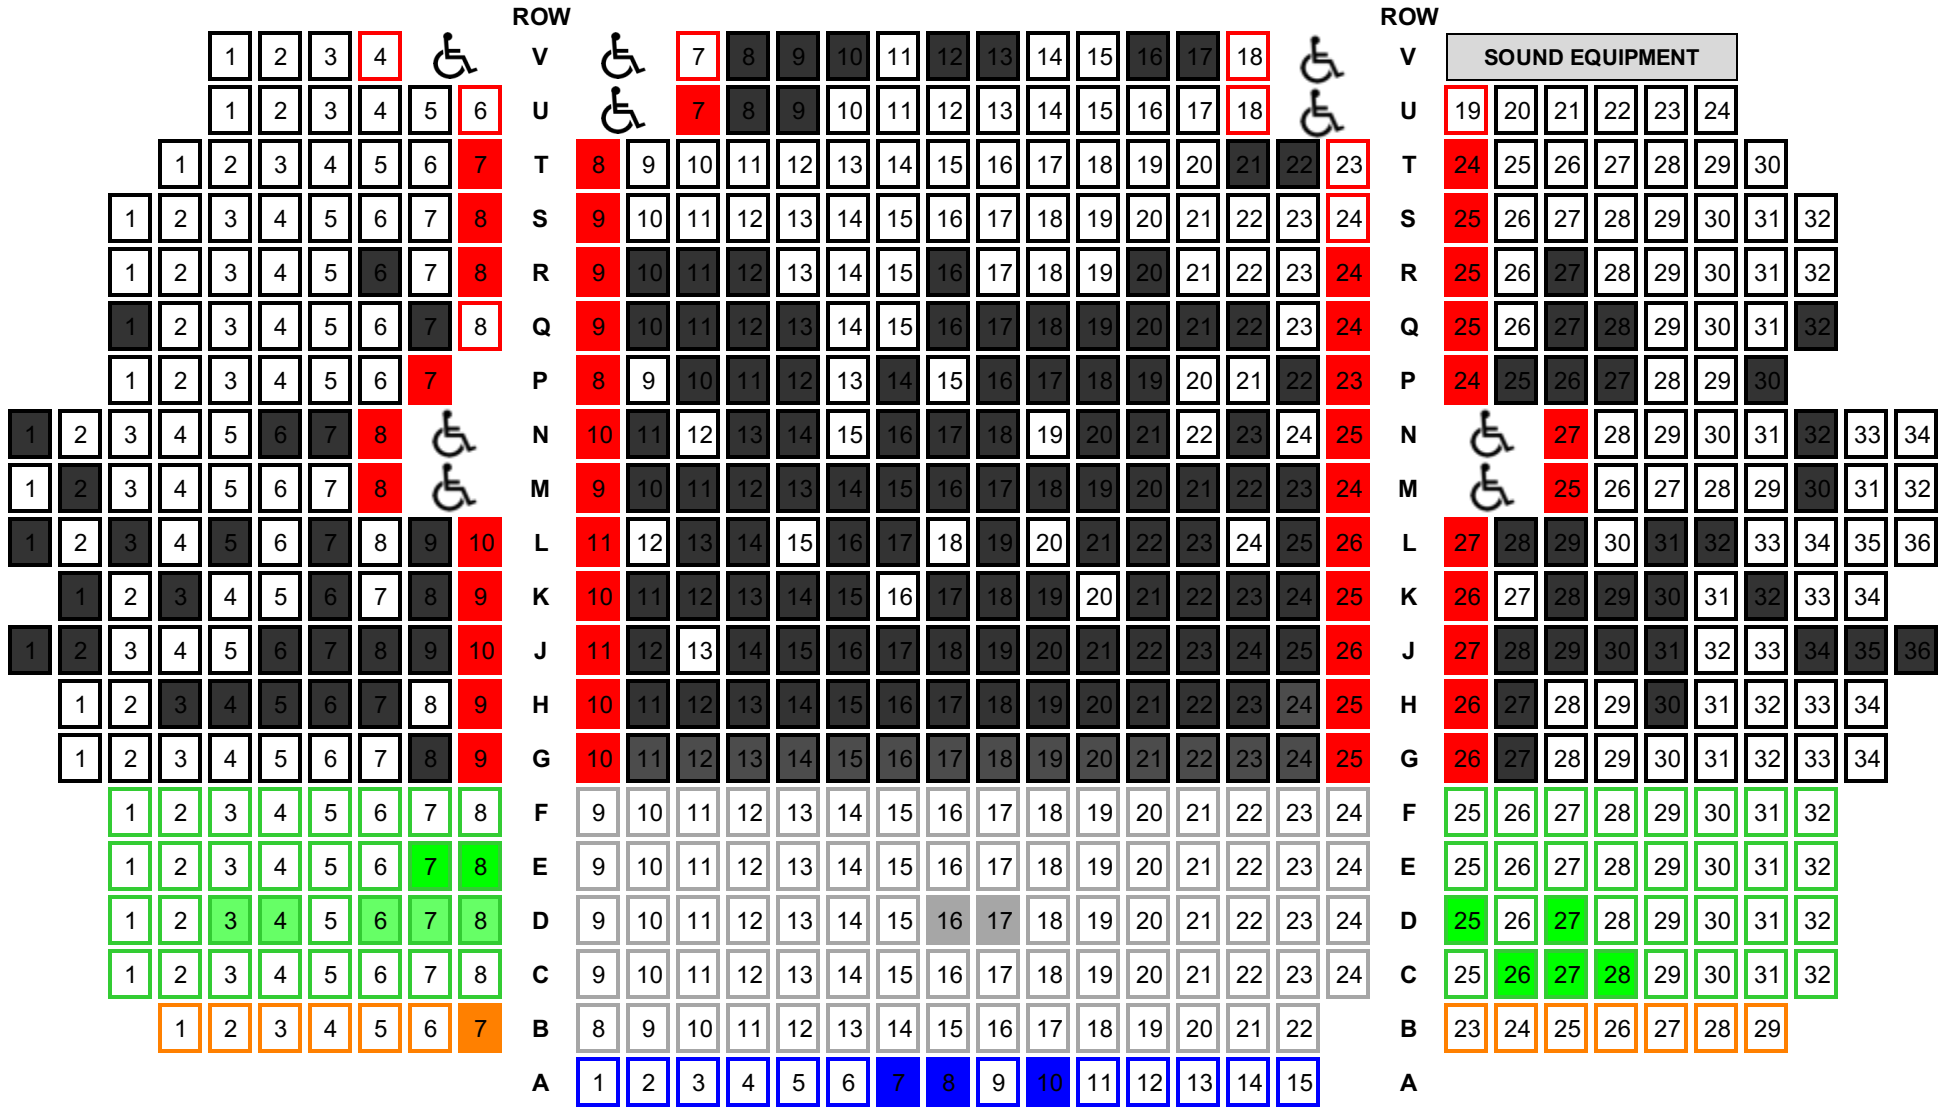 ROW ROW
1 2 3 4 V 7 8 9 10 11 12 13 14 15 16 17 18 V SOUND EQUIPMENT
1 2 3 4 5 6 U 7 8 9 10 11 12 13 14 15 16 17 18 U 19 20 21 22 23 24
1 2 3 4 5 6 7 T 8 9 10 11 12 13 14 15 16 17 18 19 20 21 22 23 T 24 25 26 27 28 29 30
1 2 3 4 5 6 7 8 S 9 10 11 12 13 14 15 16 17 18 19 20 21 22 23 24 S 25 26 27 28 29 30 31 32
1 2 3 4 5 6 7 8 R 9 10 11 12 13 14 15 16 17 18 19 20 21 22 23 24 R 25 26 27 28 29 30 31 32
1 2 3 4 5 6 7 8 Q 9 10 11 12 13 14 15 16 17 18 19 20 21 22 23 24 Q 25 26 27 28 29 30 31 32
1 2 3 4 5 6 7 P 8 9 10 11 12 13 14 15 16 17 18 19 20 21 22 23 P 24 25 26 27 28 29 30
1 2 3 4 5 6 7 8 N 10 11 12 13 14 15 16 17 18 19 20 21 22 23 24 25 N 27 28 29 30 31 32 33 34
1 2 3 4 5 6 7 8 M 9 10 11 12 13 14 15 16 17 18 19 20 21 22 23 24 M 25 26 27 28 29 30 31 32
1 2 3 4 5 6 7 8 9 10 L 11 12 13 14 15 16 17 18 19 20 21 22 23 24 25 26 L 27 28 29 30 31 32 33 34 35 36
1 2 3 4 5 6 7 8 9 K 10 11 12 13 14 15 16 17 18 19 20 21 22 23 24 25 K 26 27 28 29 30 31 32 33 34
1 2 3 4 5 6 7 8 9 10 J 11 12 13 14 15 16 17 18 19 20 21 22 23 24 25 26 J 27 28 29 30 31 32 33 34 35 36
1 2 3 4 5 6 7 8 9 H 10 11 12 13 14 15 16 17 18 19 20 21 22 23 24 25 H 26 27 28 29 30 31 32 33 34
1 2 3 4 5 6 7 8 9 G 10 11 12 13 14 15 16 17 18 19 20 21 22 23 24 25 G 26 27 28 29 30 31 32 33 34
1 2 3 4 5 6 7 8 F 9 10 11 12 13 14 15 16 17 18 19 20 21 22 23 24 F 25 26 27 28 29 30 31 32
1 2 3 4 5 6 7 8 E 9 10 11 12 13 14 15 16 17 18 19 20 21 22 23 24 E 25 26 27 28 29 30 31 32
1 2 3 4 5 6 7 8 D 9 10 11 12 13 14 15 16 17 18 19 20 21 22 23 24 D 25 26 27 28 29 30 31 32
1 2 3 4 5 6 7 8 C 9 10 11 12 13 14 15 16 17 18 19 20 21 22 23 24 C 25 26 27 28 29 30 31 32
1 2 3 4 5 6 7 B 8 9 10 11 12 13 14 15 16 17 18 19 20 21 22 B 23 24 25 26 27 28 29
A 1 2 3 4 5 6 7 8 9 10 11 12 13 14 15 A